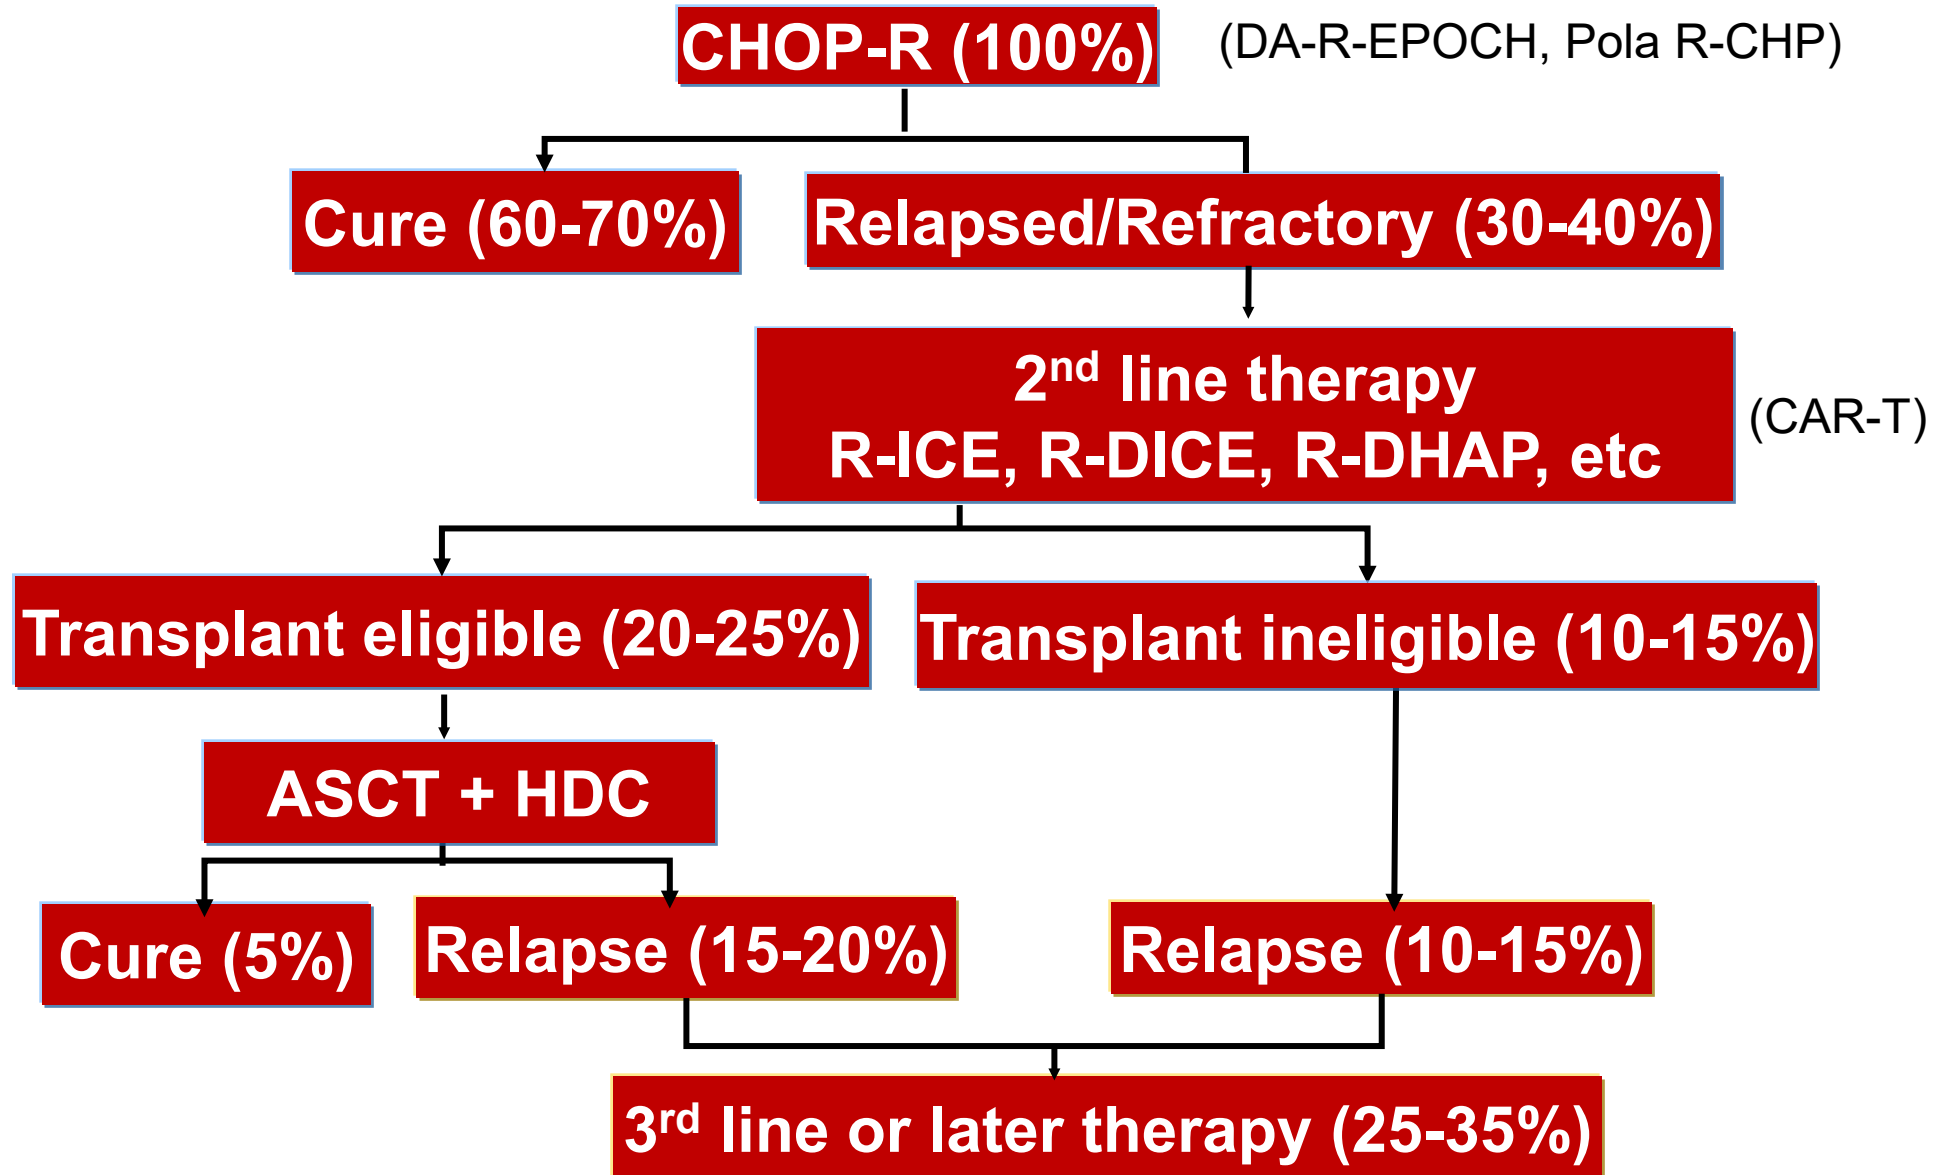 CHOP-R (100%)
(DA-R-EPOCH, Pola R-CHP)
Cure (60-70%)
Relapsed/Refractory (30-40%)
2nd line therapy
R-ICE, R-DICE, R-DHAP, etc
(CAR-T)
Transplant eligible (20-25%)
Transplant ineligible (10-15%)
ASCT + HDC
Cure (5%)
Relapse (15-20%)
Relapse (10-15%)
3rd line or later therapy (25-35%)